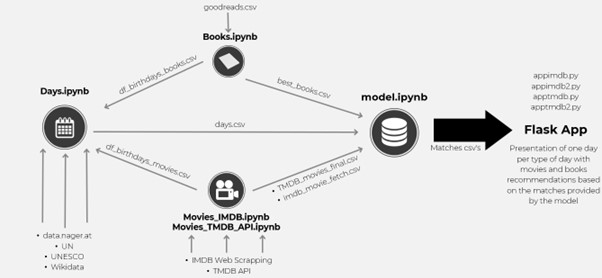 goodreads.csv
Books.ipynb
df_birthdays_books.csv
best_books.csv
Days.ipynb
days.csv
model.ipynb
df_birthdays_movies.csv
• TMDB_movies_final.csv
• imdb_movie_fetch.csv
Movies_IMDB.ipynb
Movies_TMDB_API.ipynb
• data.nager.at
• UN
• UNESCO
• Wikidata
• IMDB Web Scrapping
• TMDB API
Matches csv's
appimdb.py
appimdb2.py
apptmdb.py
apptmdb2.py
Flask App
Presentation of one day
per type of day with
movies and books
recommendations based
on the matches provided
by the model